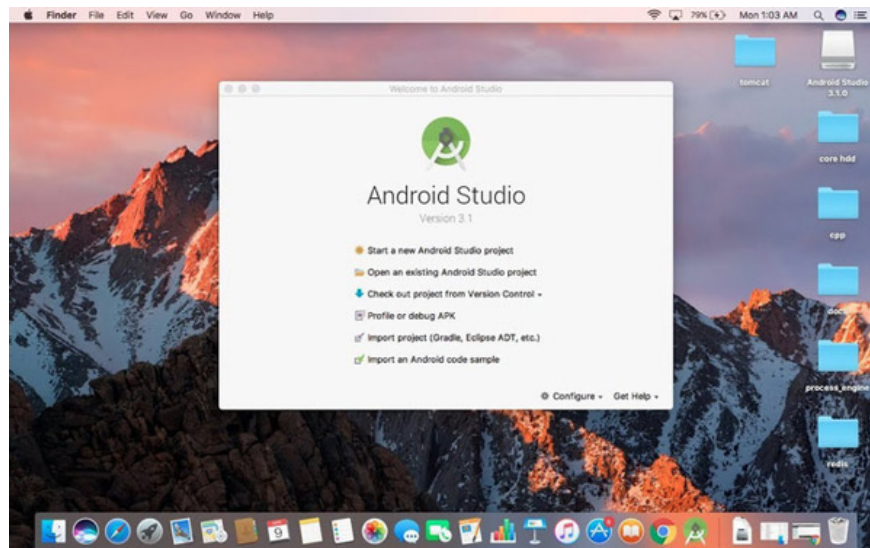 Finder File Edit View Go Window Help 79% Mon 1:03 AM
Welcome to Android Studio
Android Studio
Version 3.1
Start a new Android Studio project
Open an existing Android Studio project
Check out project from Version Control
Profile or debug APK
Import project (Gradle, Eclipse ADT, etc.)
Import an Android code sample
Configure Get Help
tomcat
Android Studio
3.1.0
core hdd
cpp
process_engine
redis
9